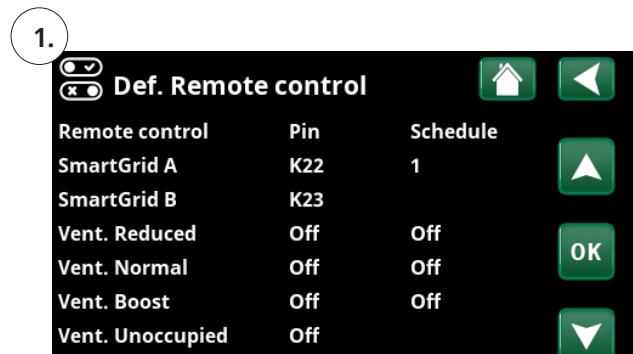 1.
Def. Remote control
Remote control Pin Schedule
SmartGrid A K22 1
SmartGrid B K23
Vent. Reduced Off Off
Vent. Normal Off Off
OK
Vent. Boost Off Off
Vent. Unoccupied Off